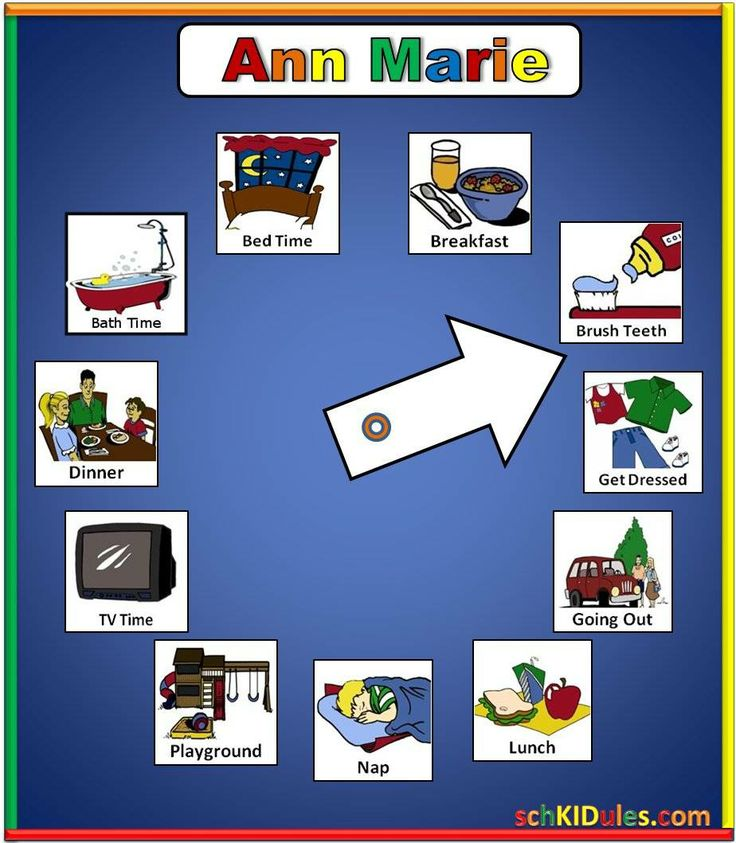 Ann Marie
Bed Time
Breakfast
Bath Time
CO
Brush Teeth
Dinner
Get Dressed
TV Time
Going Out
Playground
Nap
Lunch
schKIDules.com